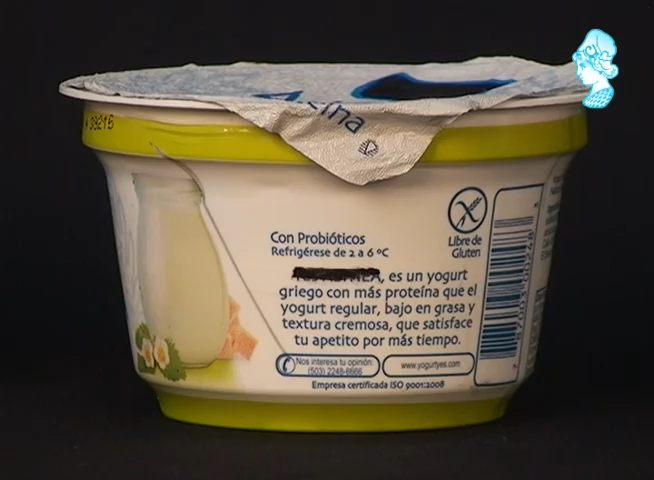 38215
Con Probióticos
Refrigérese de 2 a 6 ºC
Libre de
Gluten
, es un yogurt
griego con más proteína que el
yogurt regular, bajo en grasa y
textura cremosa, que satisface
tu apetito por más tiempo.
Nos interesa tu opinión:
(503) 2248-6666
www.yogurtyes.com
Empresa certificada ISO 9001:2008